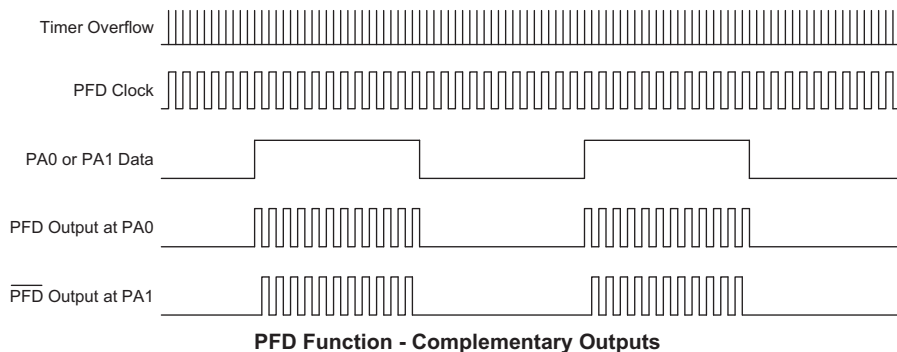 Timer Overflow
PFD Clock
PA0 or PA1 Data
PFD Output at PA0
P̅F̅D̅ Output at PA1
PFD Function - Complementary Outputs